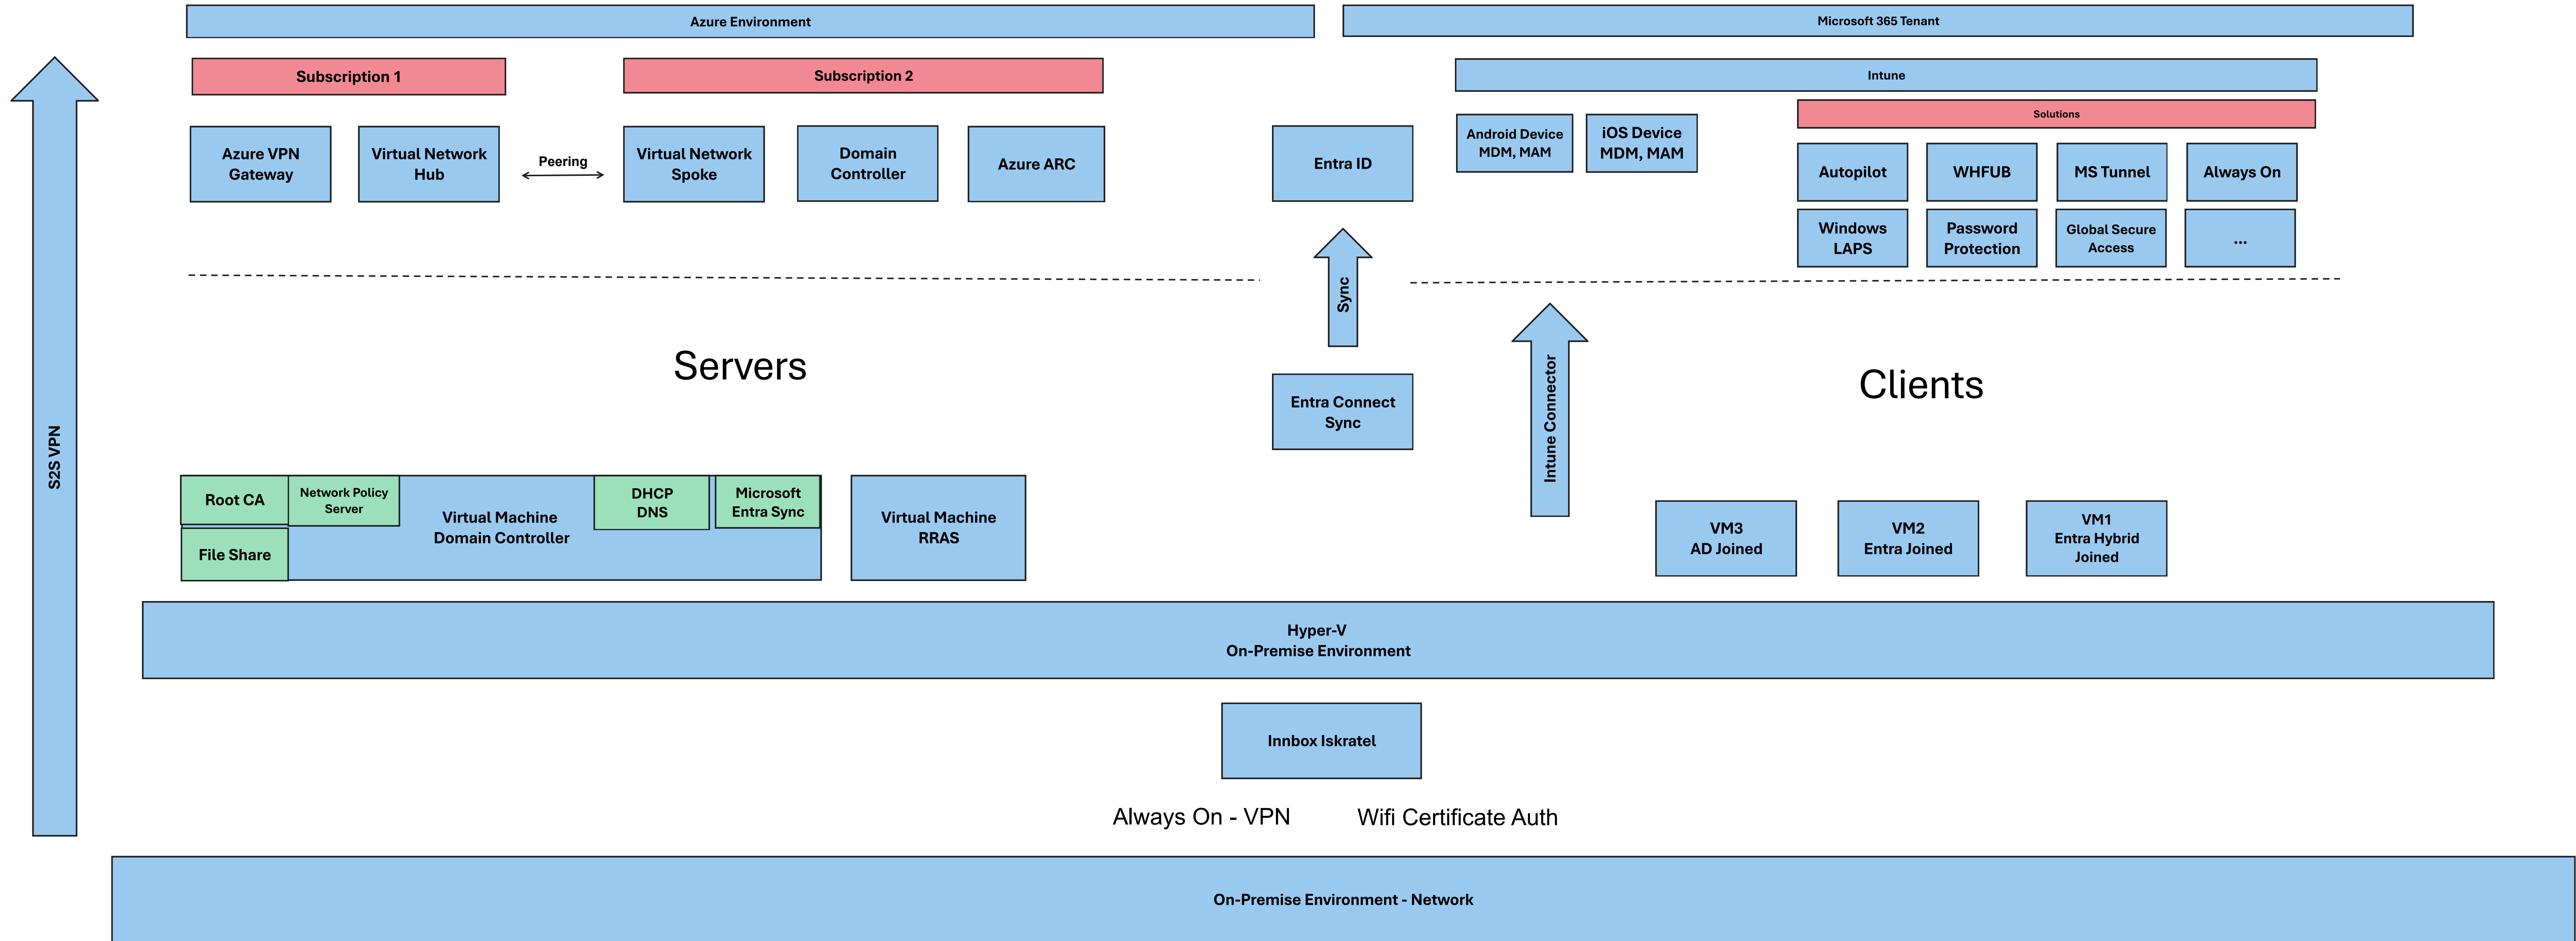 Azure Environment
Microsoft 365 Tenant
Subscription 1
Subscription 2
Intune
Solutions
Azure VPN
Gateway
Virtual Network
Hub
Peering
Virtual Network
Spoke
Domain
Controller
Azure ARC
Entra ID
Android Device
MDM, MAM
iOS Device
MDM, MAM
Autopilot
WHFUB
MS Tunnel
Always On
Windows
LAPS
Password
Protection
Global Secure
Access
...
Sync
Servers
Clients
Entra Connect
Sync
Intune Connector
S2S VPN
Root CA
Network Policy
Server
File Share
Virtual Machine
Domain Controller
DHCP
DNS
Microsoft
Entra Sync
Virtual Machine
RRAS
VM3
AD Joined
VM2
Entra Joined
VM1
Entra Hybrid
Joined
Hyper-V
On-Premise Environment
Innbox Iskratel
Always On - VPN
Wifi Certificate Auth
On-Premise Environment - Network